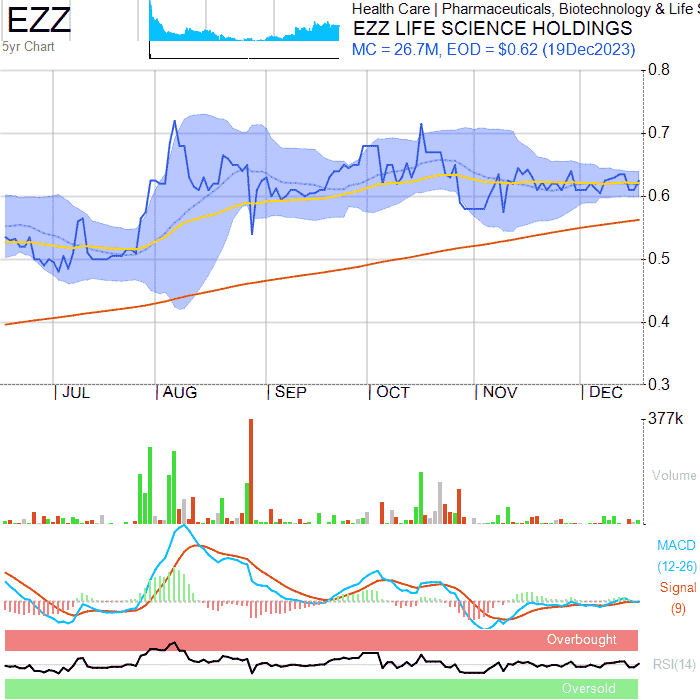 EZZ
5yr Chart
Health Care | Pharmaceuticals, Biotechnology & Life S
EZZ LIFE SCIENCE HOLDINGS
MC = 26.7M, EOD = $0.62 (19Dec2023)
0.8
0.7
0.6
0.5
0.4
0.3
JUL AUG SEP OCT NOV DEC
377k
Volume
MACD
(12-26)
Signal
(9)
Overbought
RSI(14)
Oversold